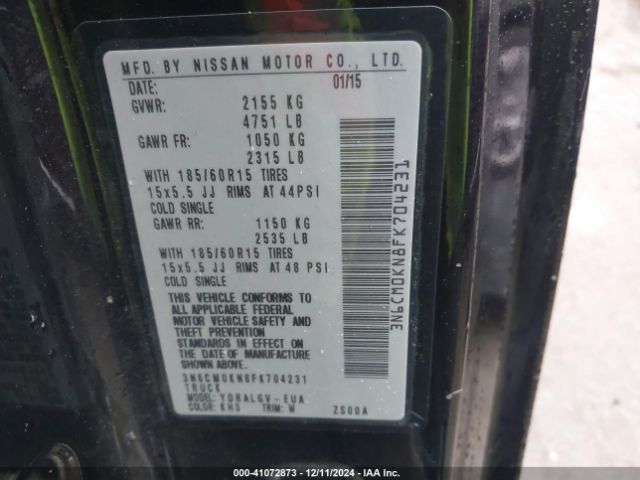 MFD. BY NISSAN MOTOR CO., LTD.
DATE: 01/15
GVWR: 2155 KG
4751 LB
GAWR FR: 1050 KG
2315 LB
WITH 185/60R15 TIRES
15x5.5 JJ RIMS AT 44PSI
COLD SINGLE
GAWR RR: 1150 KG
2535 LB
WITH 185/60R15 TIRES
15x5.5 JJ RIMS AT 48 PSI
COLD SINGLE
THIS VEHICLE CONFORMS TO
ALL APPLICABLE FEDERAL
MOTOR VEHICLE SAFETY AND
THEFT PREVENTION
STANDARDS IN EFFECT ON
THE DATE OF MANUFACTURE
SHOWN ABOVE.
3N6CM0KN8FK704231
TRUCK
MODEL: YDRALGV-EUA
COLOR: KH3 TRIM: W ZS00A
3N6CM0KN8FK704231
000-41072873 - 12/11/2024 - IAA Inc.